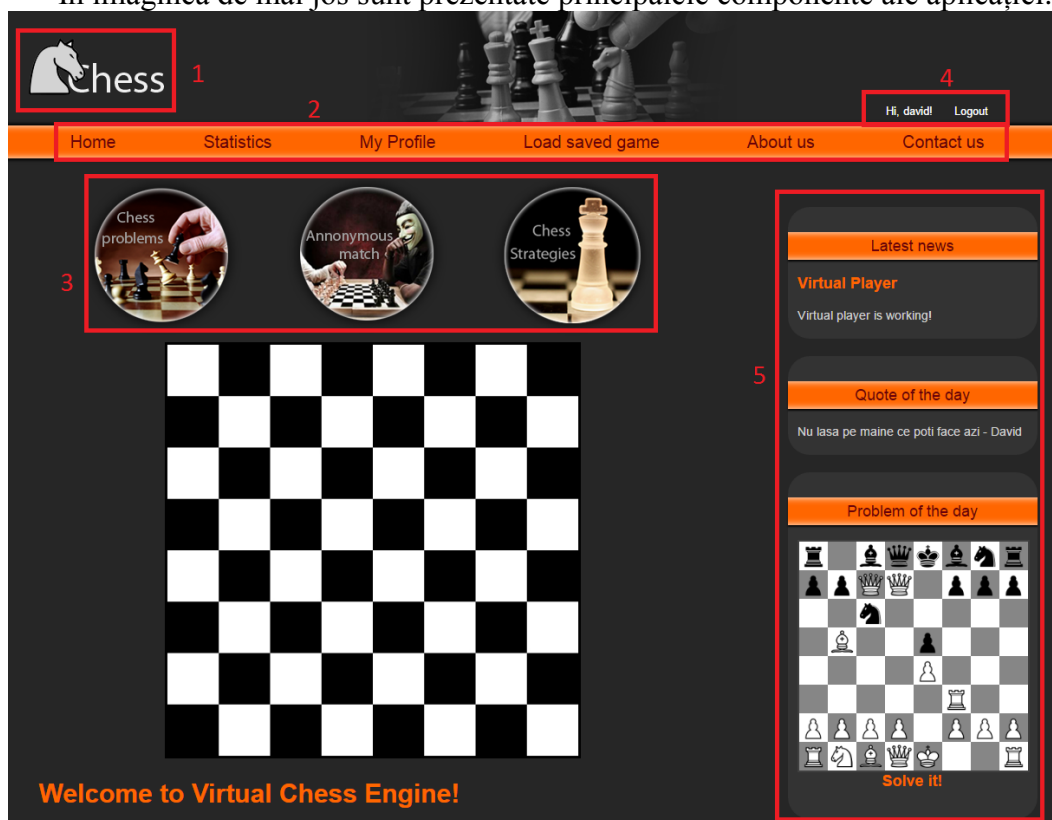 În imaginea de mai jos sunt prezentate principalele componente ale aplicației.
Chess
1
4
Hi, david! Logout
2
Home Statistics My Profile Load saved game About us Contact us
Chess
problems
Annonymous
match
Chess
Strategies
3
Latest news
Virtual Player
Virtual player is working!
5
Quote of the day
Nu lasa pe maine ce poti face azi - David
Problem of the day
Solve it!
Welcome to Virtual Chess Engine!